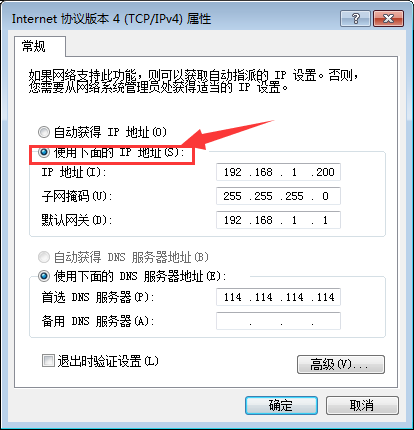 Internet 协议版本 4 (TCP/IPv4) 属性
常规
如果网络支持此功能，则可以获取自动指派的 IP 设置。否则，
您需要从网络系统管理员处获得适当的 IP 设置。
自动获得 IP 地址(O)
使用下面的 IP 地址(S):
IP 地址(I): 192 .168 . 1 .200
子网掩码(U): 255 .255 .255 . 0
默认网关(D): 192 .168 . 1 . 1
自动获得 DNS 服务器地址(B)
使用下面的 DNS 服务器地址(E):
首选 DNS 服务器(P): 114 .114 .114 .114
备用 DNS 服务器(A): . . .
退出时验证设置(L)
高级(V)...
确定
取消